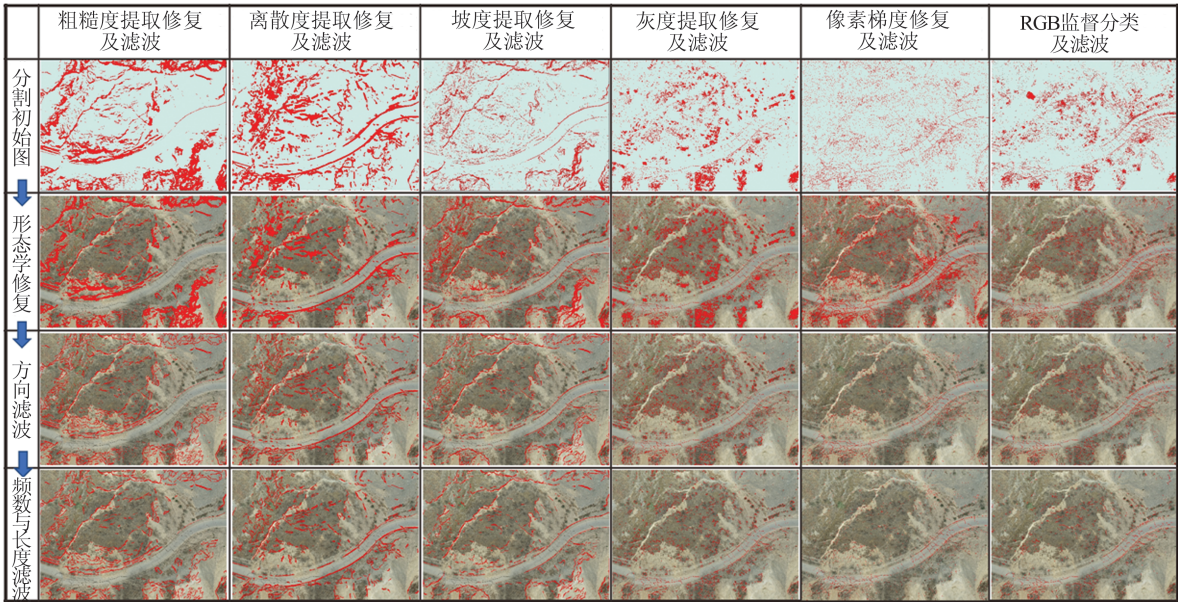 粗糙度提取修复
及滤波
离散度提取修复
及滤波
坡度提取修复
及滤波
灰度提取修复
及滤波
像素梯度修复
及滤波
RGB监督分类
及滤波
分割初始图
形态学修复
方向滤波
频数与长度滤波